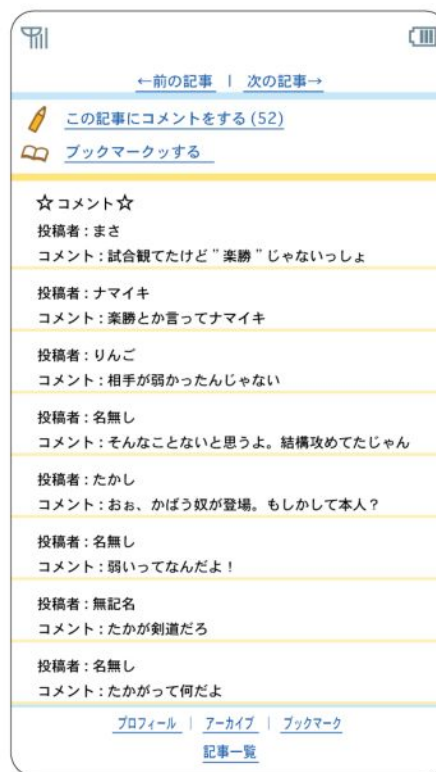 ←前の記事 | 次の記事→
この記事にコメントをする(52)
ブックマークッする
☆コメント☆
投稿者:まさ
コメント:試合観てたけど"楽勝"じゃないっしょ
投稿者:ナマイキ
コメント:楽勝とか言ってナマイキ
投稿者:りんご
コメント:相手が弱かったんじゃない
投稿者:名無し
コメント:そんなことないと思うよ。結構攻めてたじゃん
投稿者:たかし
コメント:おぉ、かばう奴が登場。もしかして本人?
投稿者:名無し
コメント:弱いってなんだよ!
投稿者:無記名
コメント:たかが剣道だろ
投稿者:名無し
コメント:たかがって何だよ
プロフィール | アーカイブ | ブックマーク
記事一覧